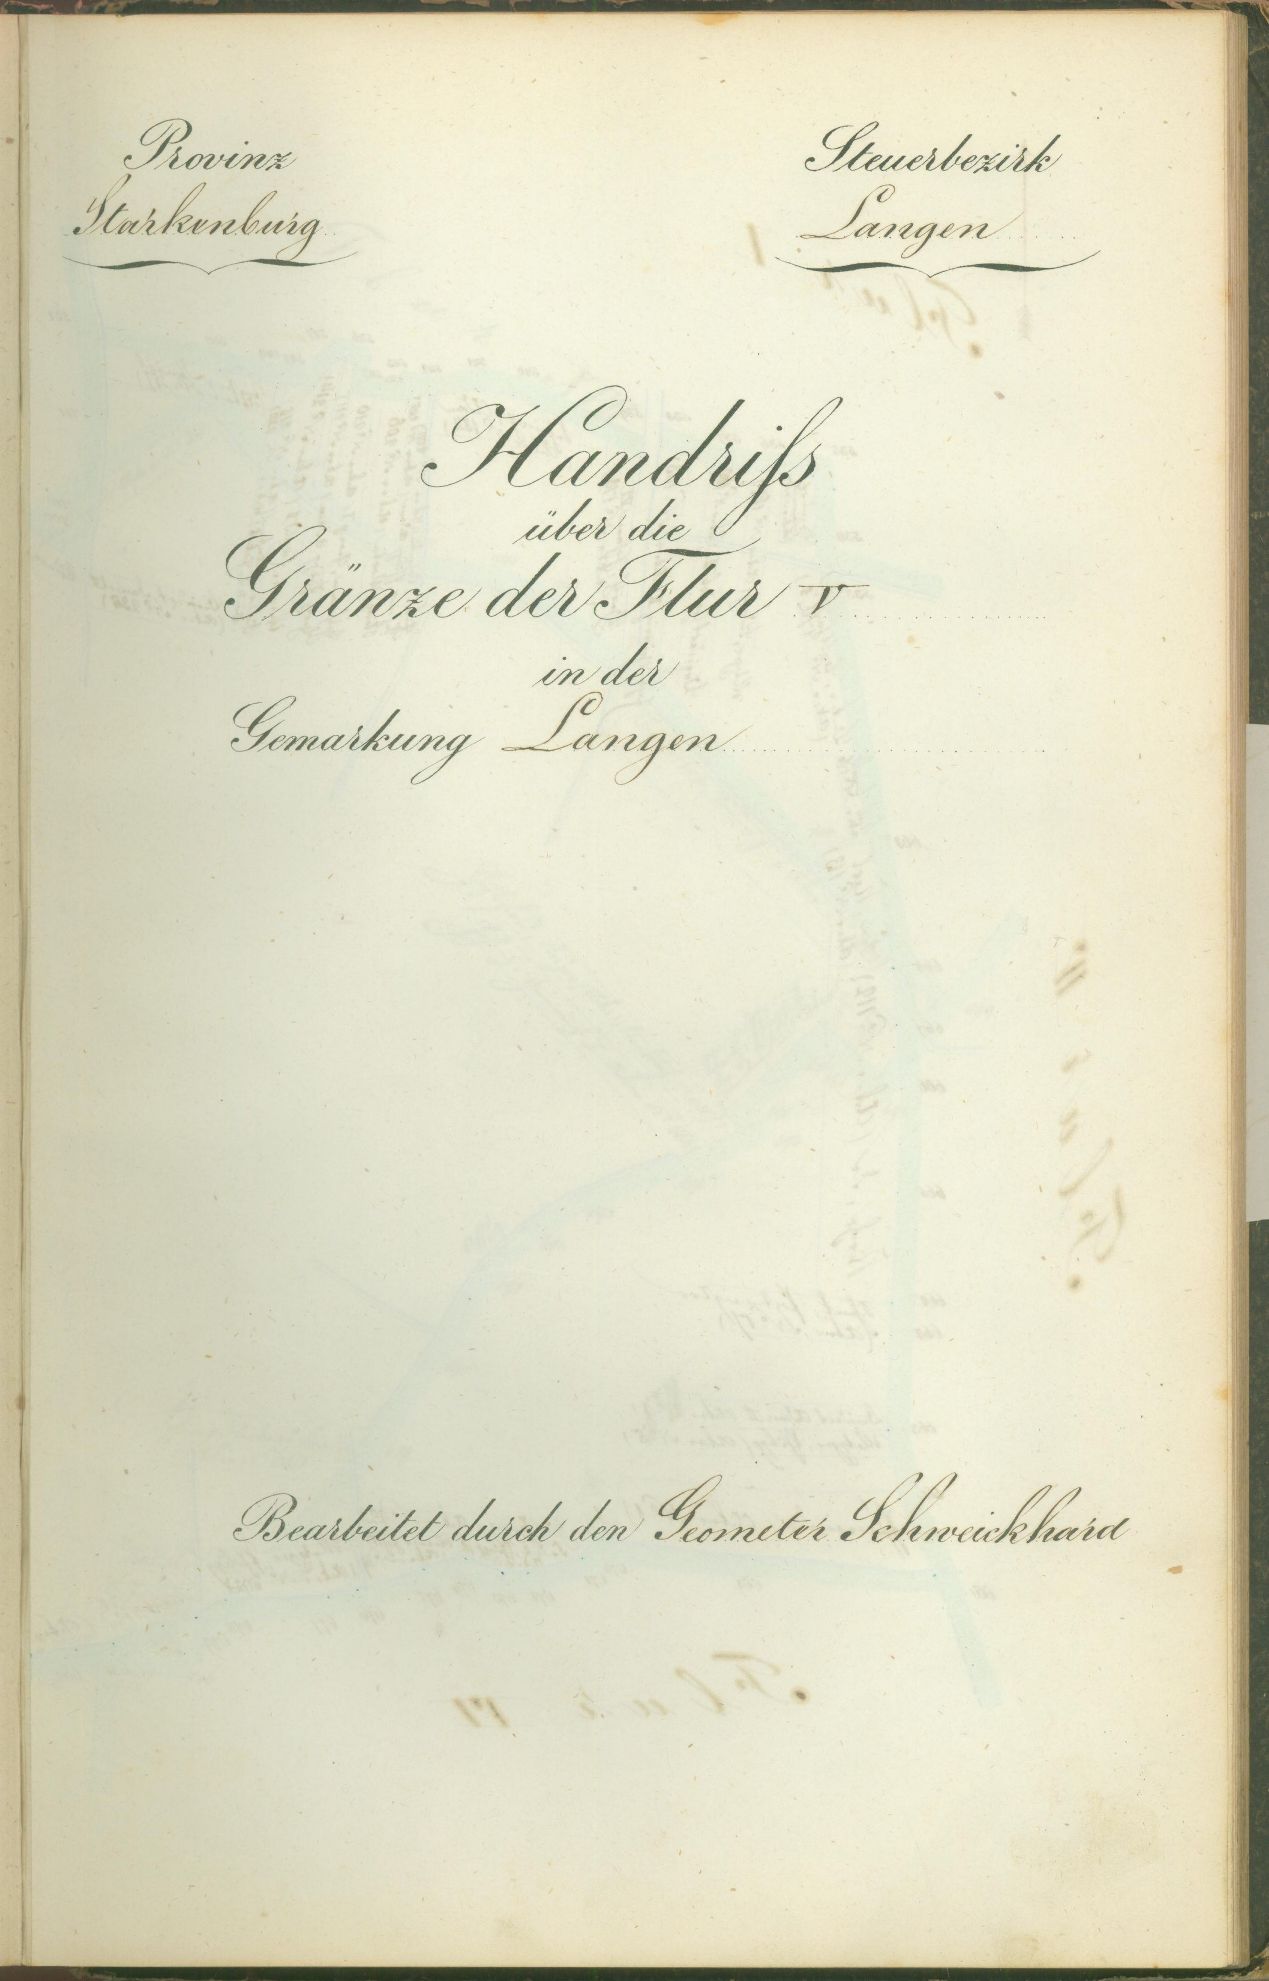 Provinz
Starkenburg
Steuerbezirk
Langen
Handriſs
über die
Gränze der Flur V
in der
Gemarkung Langen
Bearbeitet durch den Geometer Schweickhard